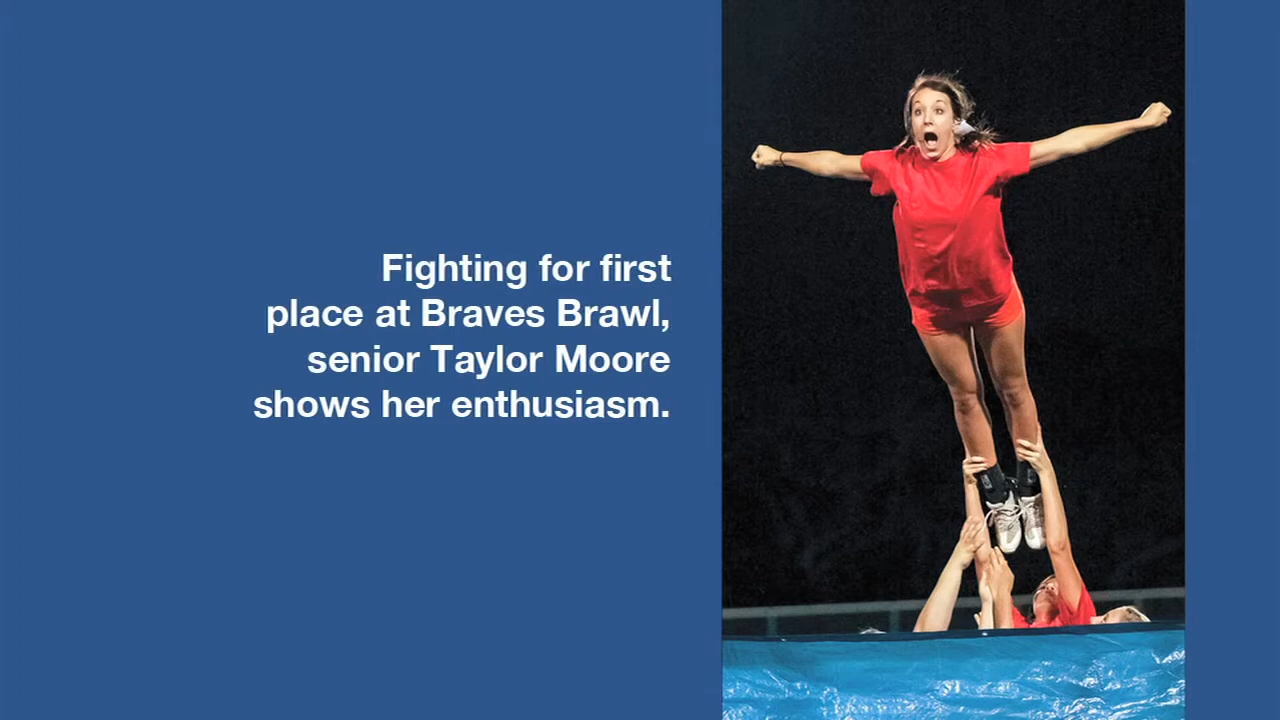 Fighting for first
place at Braves Brawl,
senior Taylor Moore
shows her enthusiasm.